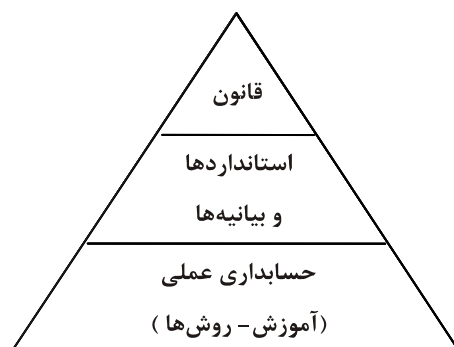 قانون
استانداردها
و بیانیه‌ها
حسابداری عملی
(آموزش- روش‌ها )